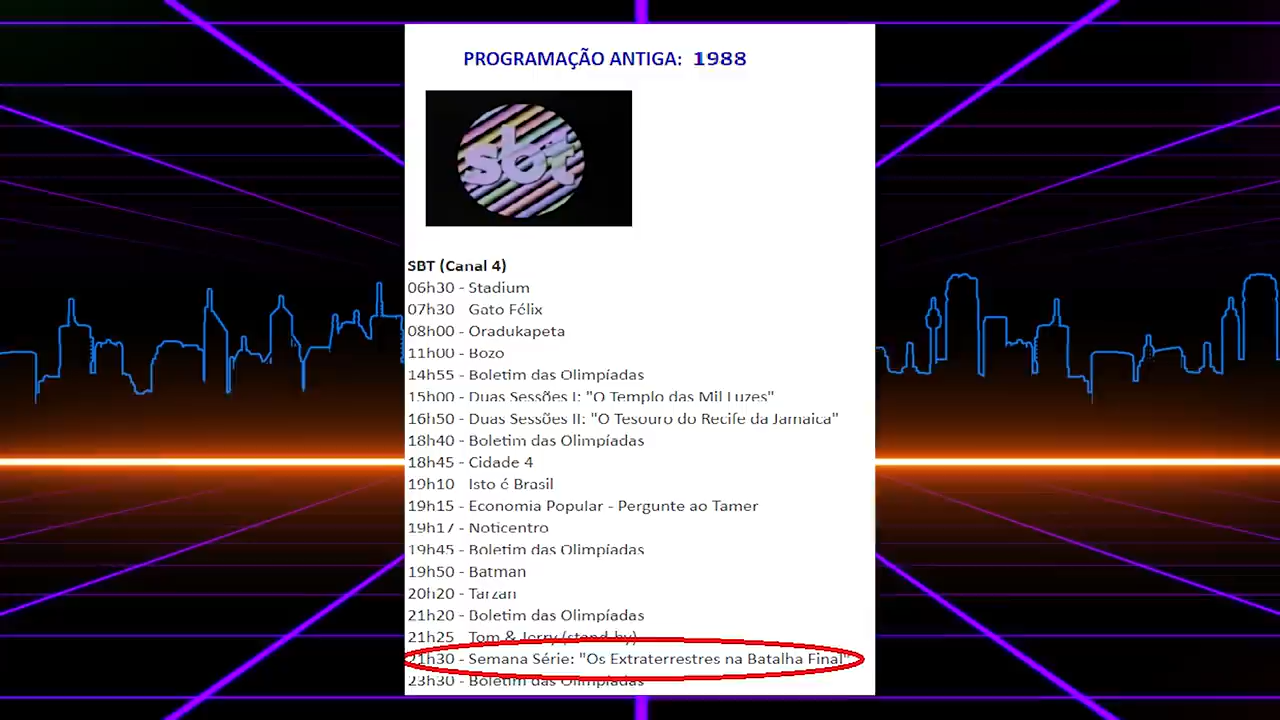 PROGRAMAÇÃO ANTIGA: 1988
sbt
SBT (Canal 4)
06h30 - Stadium
07h30 Gato Félix
08h00 - Oradukapeta
11h00 - Bozo
14h55 - Boletim das Olimpíadas
15h00 - Duas Sessões I: "O Templo das Mil Luzes"
16h50 - Duas Sessões II: "O Tesouro do Recife da Jamaica"
18h40 - Boletim das Olimpíadas
18h45 - Cidade 4
19h10 Isto é Brasil
19h15 - Economia Popular - Pergunte ao Tamer
19h17 - Noticentro
19h45 - Boletim das Olimpíadas
19h50 - Batman
20h20 - Tarzan
21h20 - Boletim das Olimpíadas
21h25 Tom & Jerry (stand-by)
21h30 - Semana Série: "Os Extraterrestres na Batalha Final"
23h30 - Boletim das Olimpíadas